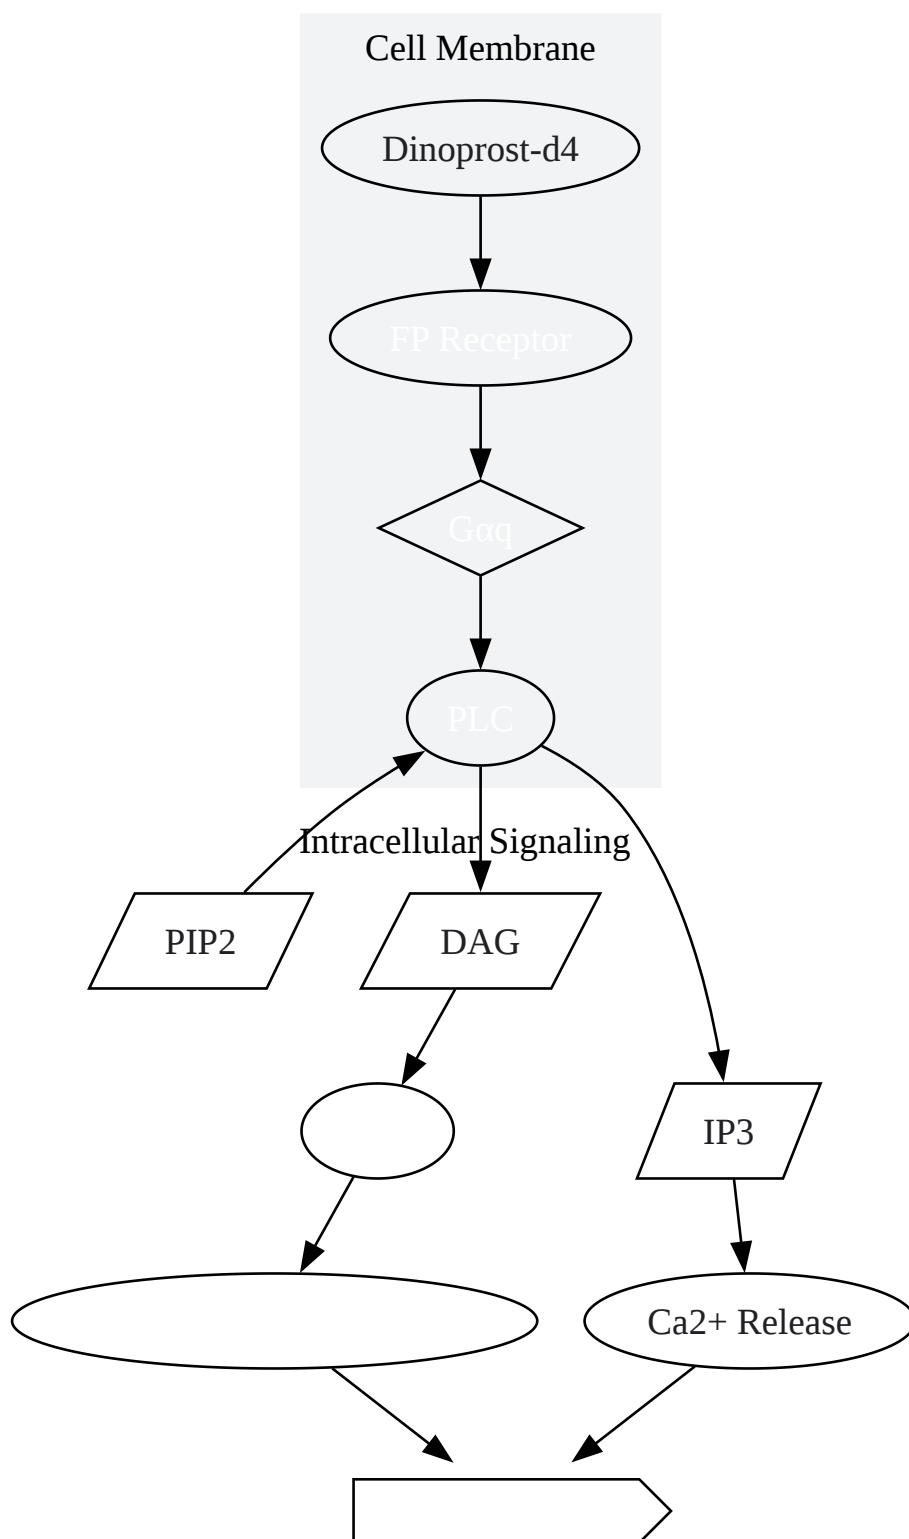 Cell Membrane
Dinoprost-d4
FP Receptor
Gαq
PLC
Intracellular Signaling
PIP2
DAG
IP3
Ca2+ Release